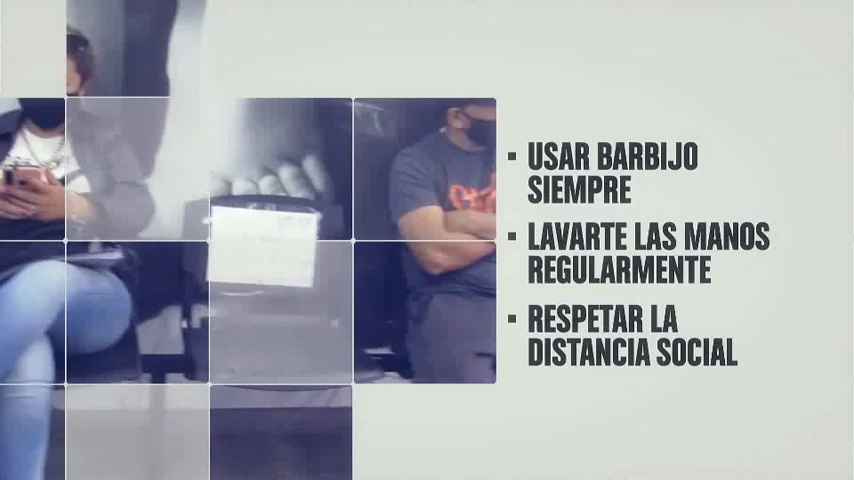 USAR BARBIJO
SIEMPRE
LAVARTE LAS MANOS
REGULARMENTE
RESPETAR LA
DISTANCIA SOCIAL